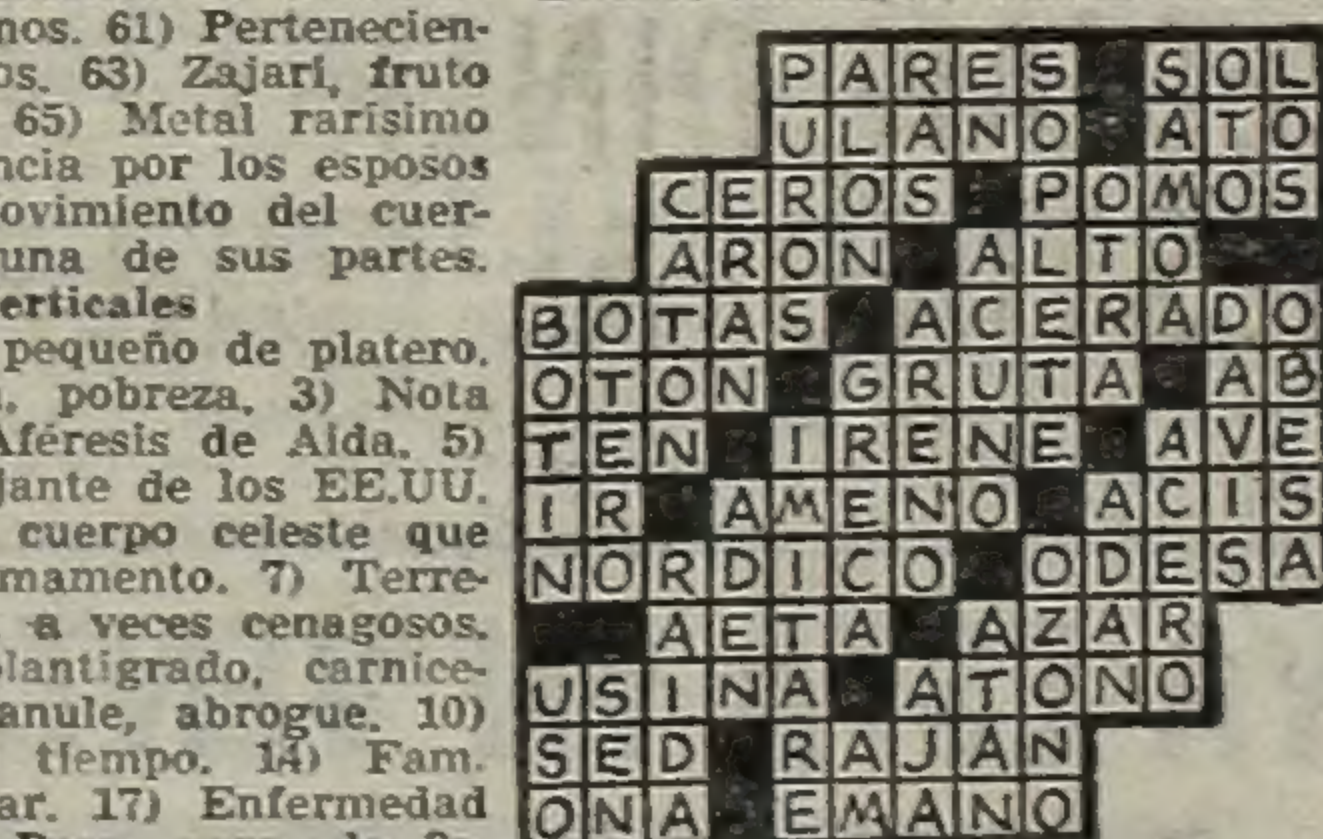 nos. 61) Pertenecien-
os. 63) Zajarí, fruto
65) Metal rarísimo
ncia por los esposos
ovimiento del cuer-
una de sus partes.
erticales
pequeño de platero.
, pobreza. 3) Nota
Aféresis de Aida. 5)
jante de los EE.UU.
cuerpo celeste que
mamento. 7) Terre-
a veces cenagosos.
lantígrado, carnice-
anule, abrogue. 10)
tiempo. 14) Fam.
ar. 17) Enfermedad
PARES SOL
ULANO ATO
CEROS POMOS
ARON ALTO
BOTAS ACERADO
OTON GRUTA AB
TEN IRENE AVE
IR AMENO ACIS
NORDICO ODESA
AETA AZAR
USINA ATONO
SED RAJAN
ONA EMANO